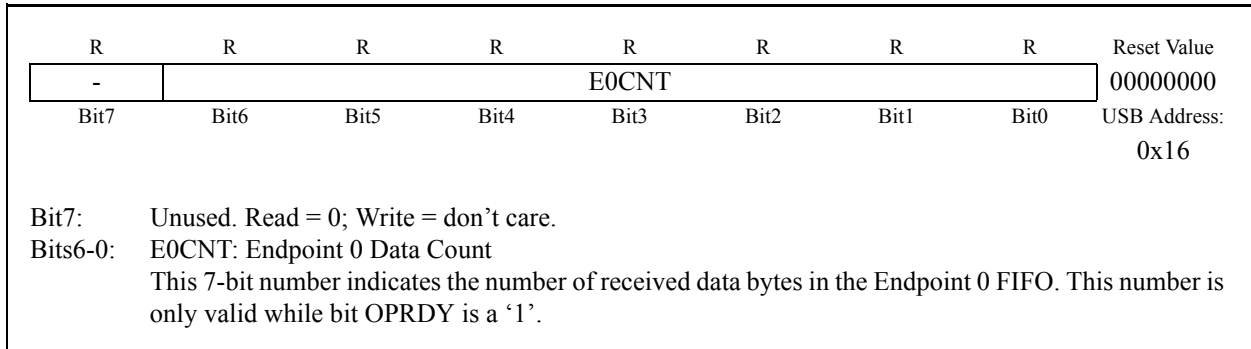 R R R R R R R R Reset Value
- E0CNT 00000000
Bit7 Bit6 Bit5 Bit4 Bit3 Bit2 Bit1 Bit0 USB Address:
0x16
Bit7: Unused. Read = 0; Write = don’t care.
Bits6-0: E0CNT: Endpoint 0 Data Count
This 7-bit number indicates the number of received data bytes in the Endpoint 0 FIFO. This number is
only valid while bit OPRDY is a ‘1’.